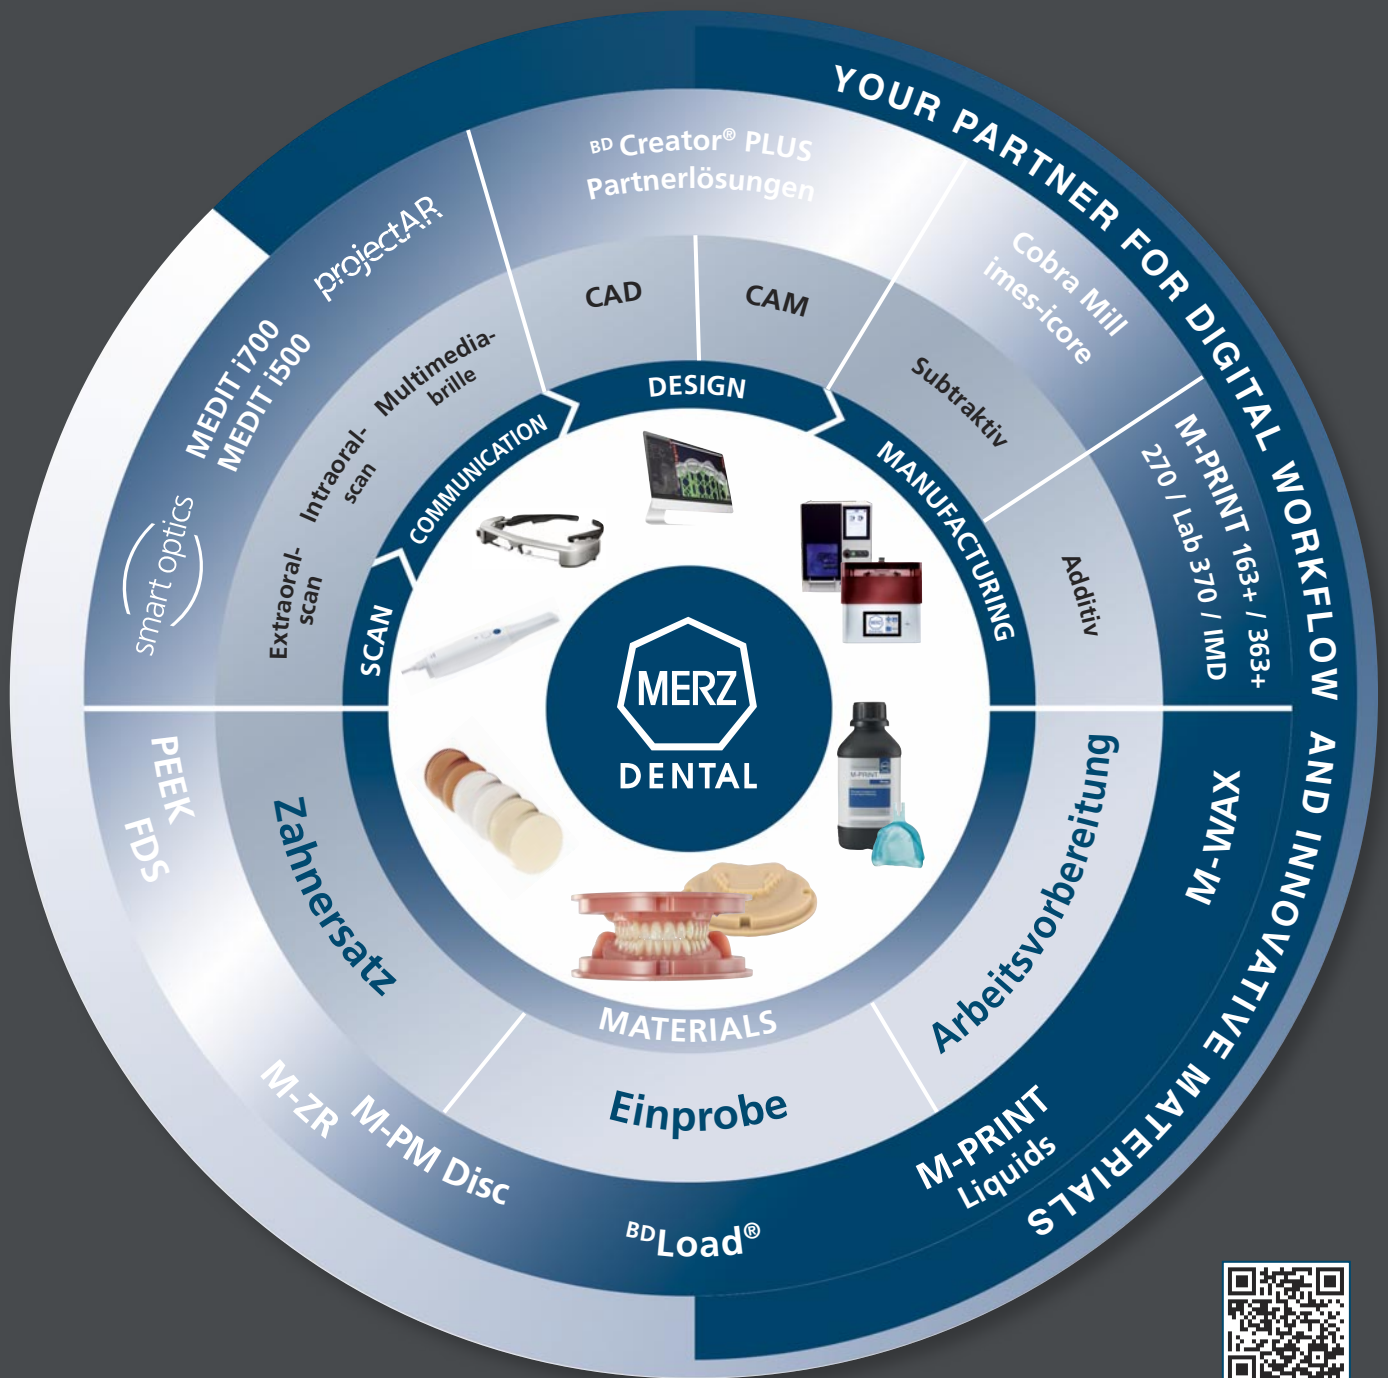 YOUR PARTNER FOR DIGITAL WORKFLOW AND INNOVATIVE MATERIALS
BD Creator® PLUS
Partnerlösungen
projectAR
MEDIT i700
MEDIT i500
smart optics
Cobra Mill
imes-icore
M-PRINT 163+ / 363+
270 / Lab 370 / IMD
CAD
CAM
Multimedia-
brille
Intraoral-
scan
Extraoral-
scan
Subtraktiv
Additiv
SCAN
COMMUNICATION
DESIGN
MANUFACTURING
MERZ
DENTAL
M-PRINT
PEEK
FDS
Zahnersatz
Arbeitsvorbereitung
M-WAX
MATERIALS
Einprobe
M-ZR
M-PM Disc
BDLoad®
M-PRINT
Liquids